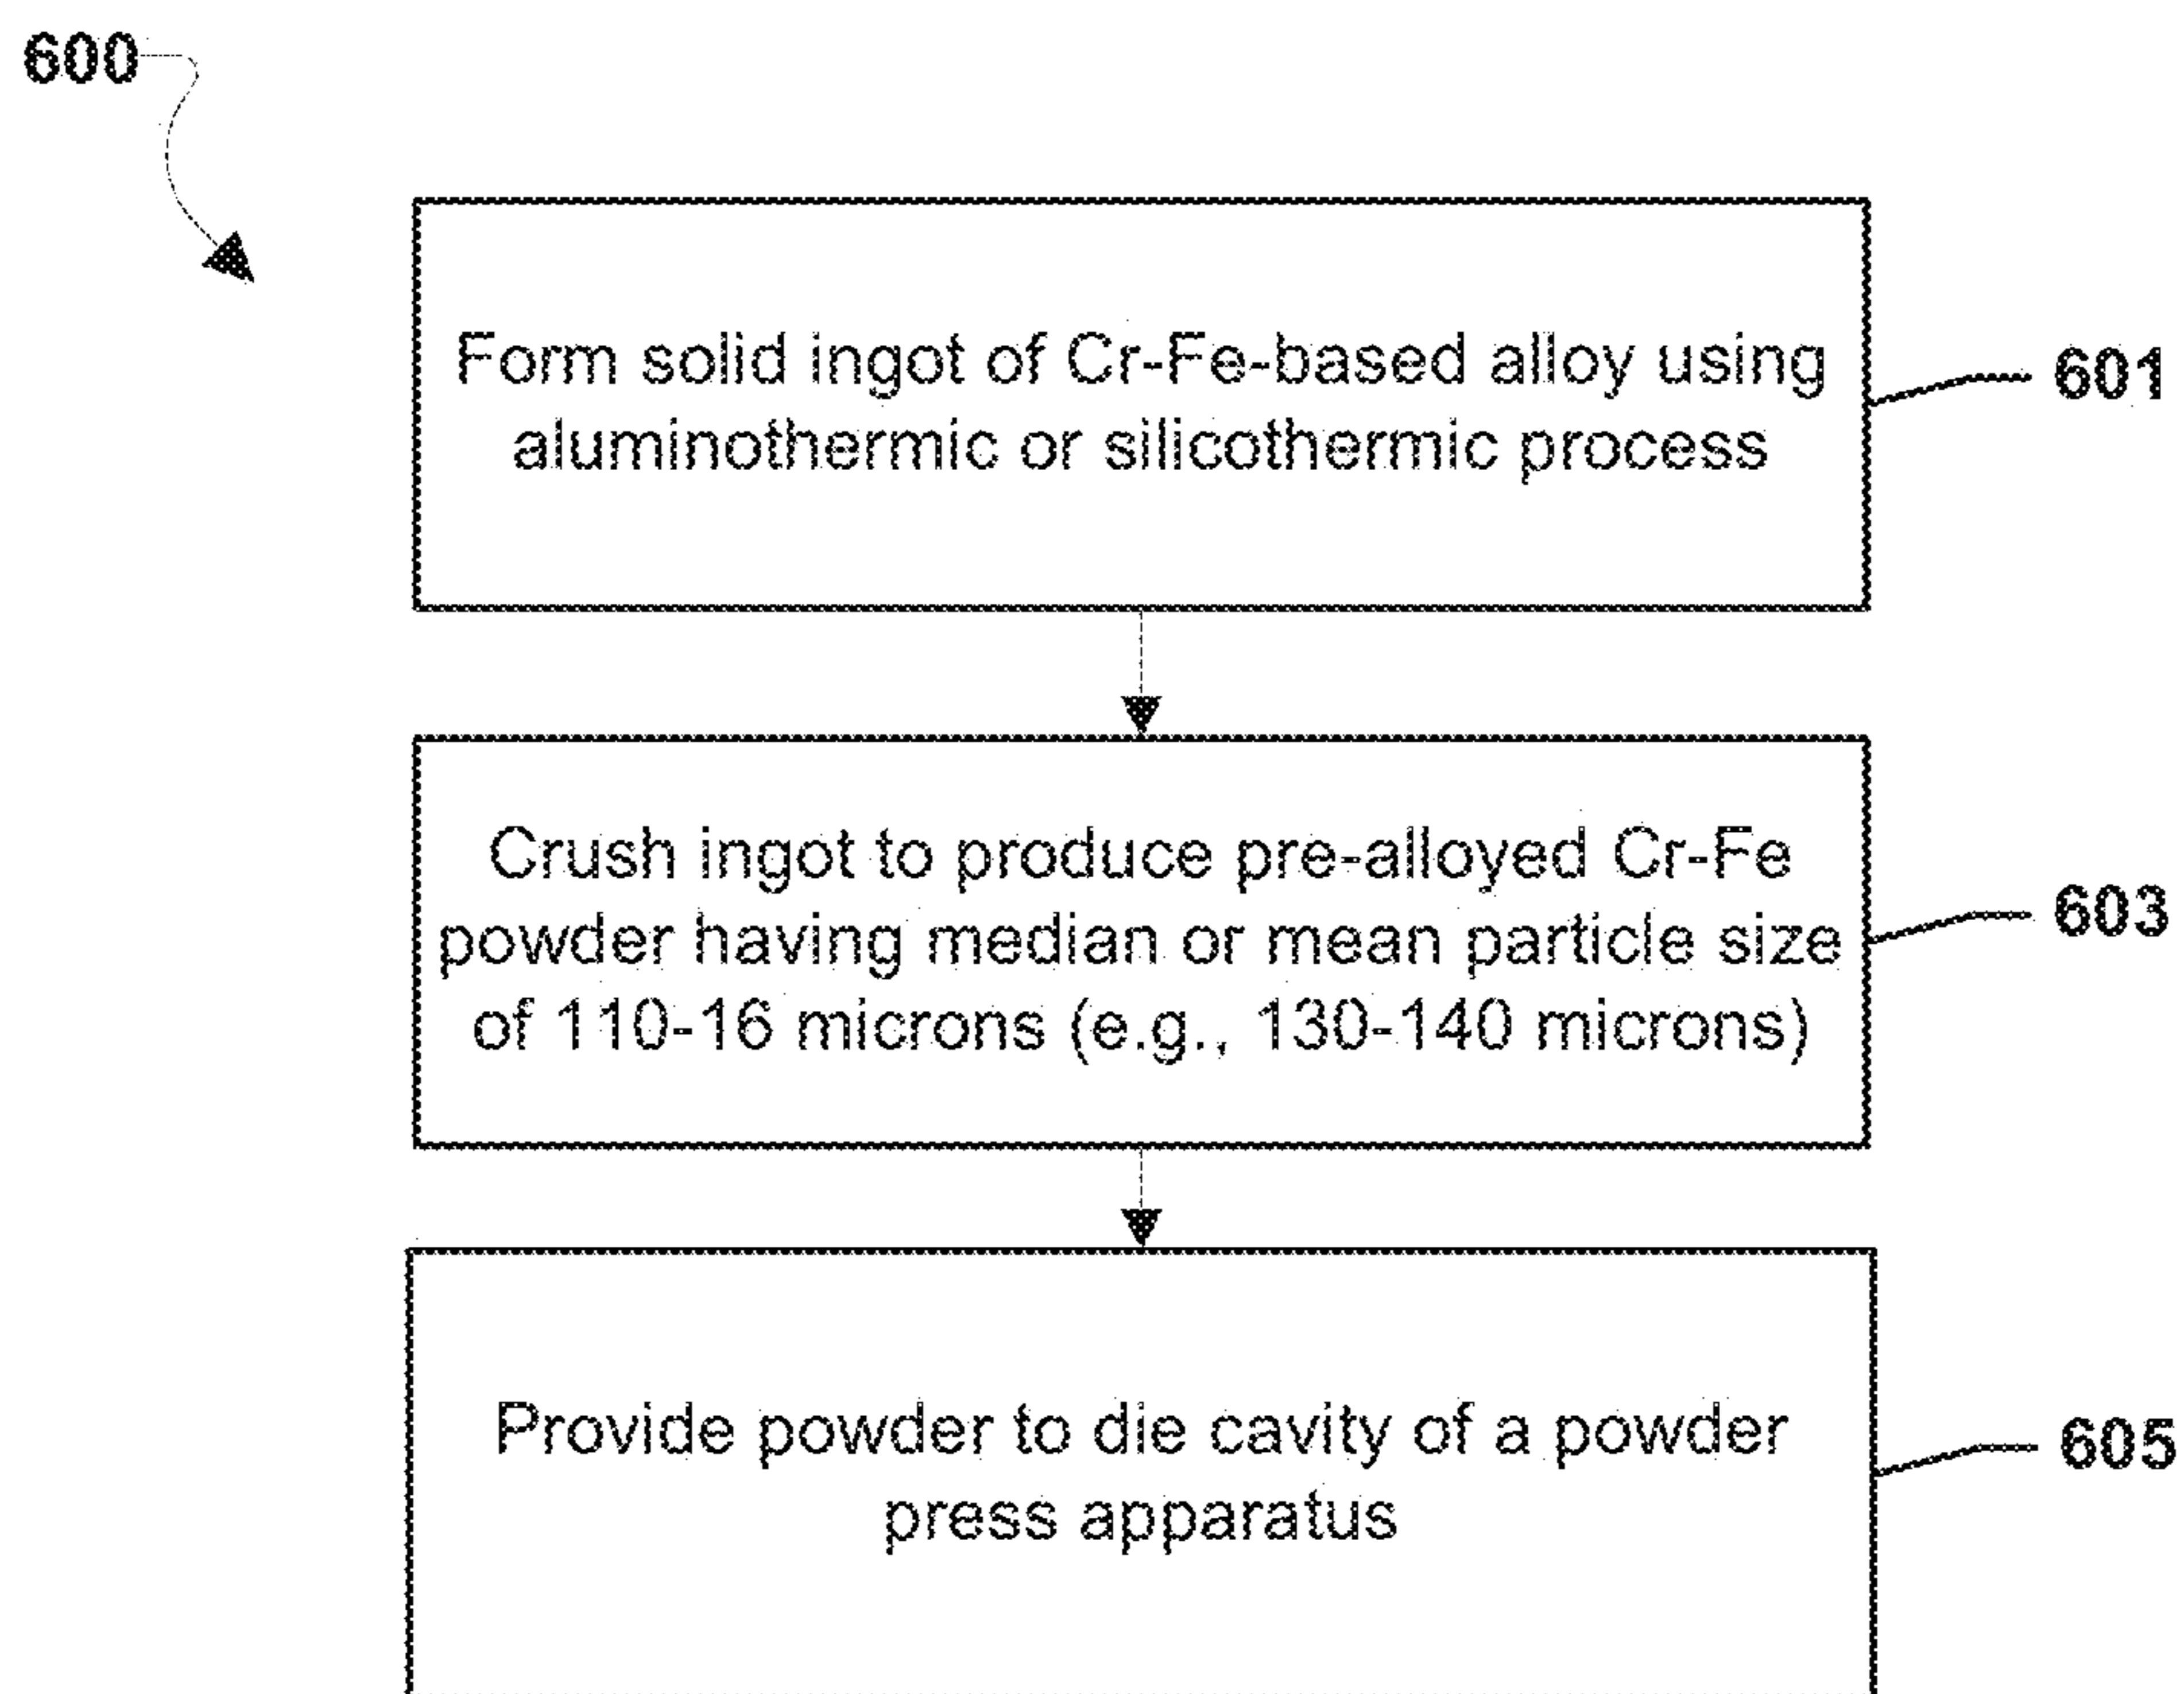 600
Form solid ingot of Cr-Fe-based alloy using
aluminothermic or silicothermic process
601
Crush ingot to produce pre-alloyed Cr-Fe
powder having median or mean particle size
of 110-16 microns (e.g., 130-140 microns)
603
Provide powder to die cavity of a powder
press apparatus
605